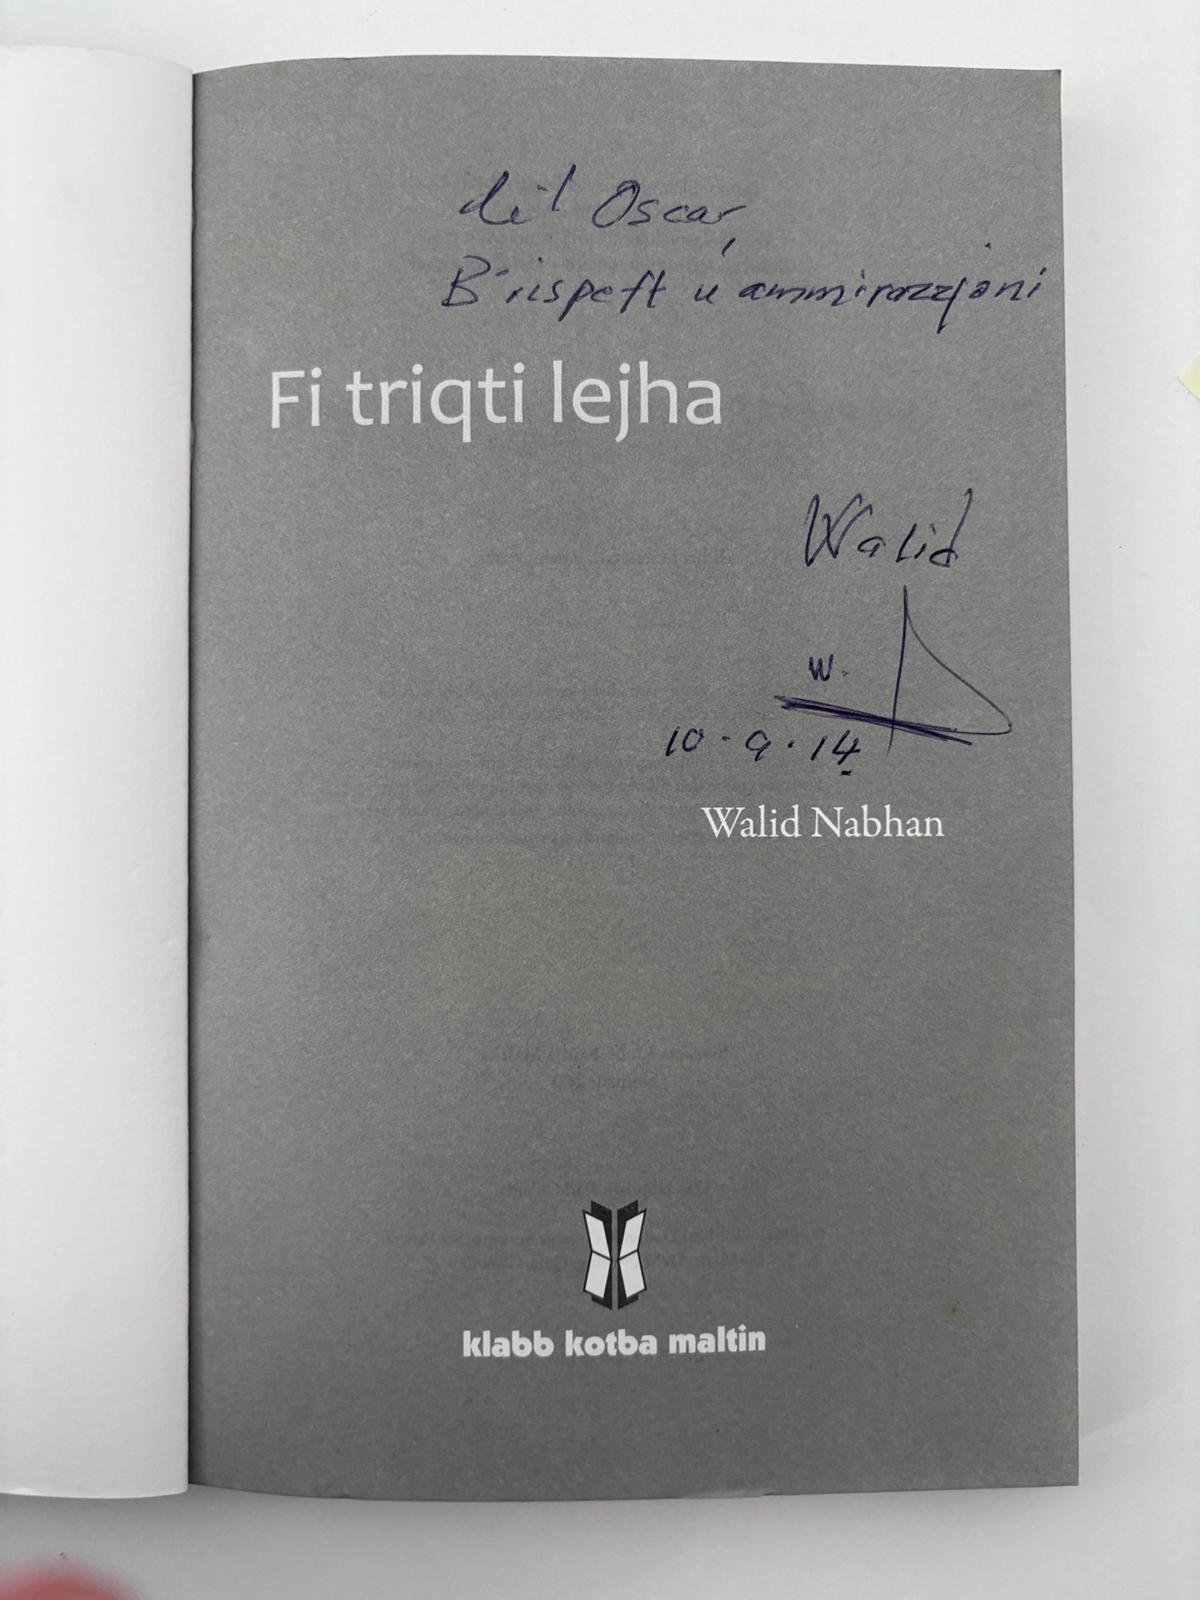 Lil Oscar,
B'rispett u ammirazzjoni
Fi triqti lejha
Walid
W.
10.9.14
Walid Nabhan
klabb kotba maltin